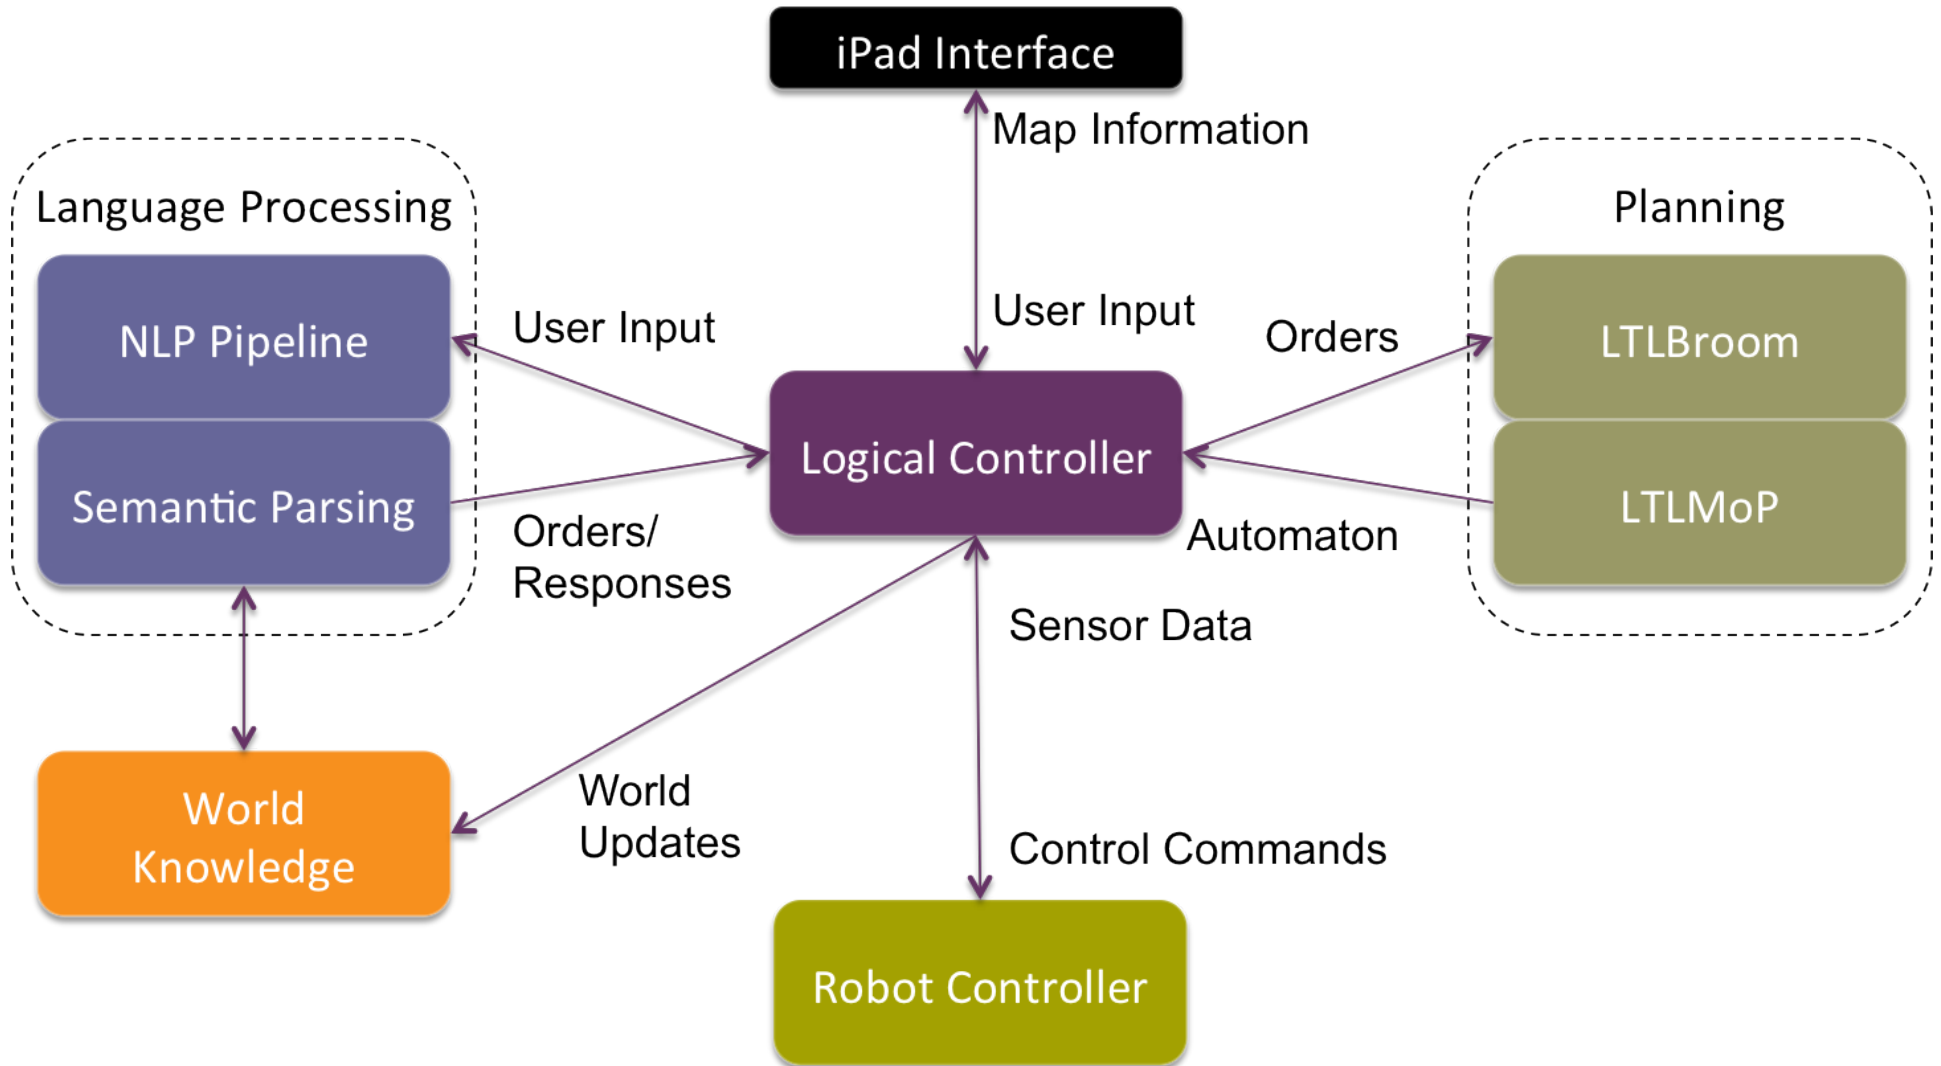 iPad Interface
Map Information
Language Processing
Planning
NLP Pipeline
User Input
User Input
Orders
LTLBroom
Semantic Parsing
Orders/
Responses
Logical Controller
Automaton
LTLMoP
Sensor Data
World
Updates
Control Commands
World
Knowledge
Robot Controller